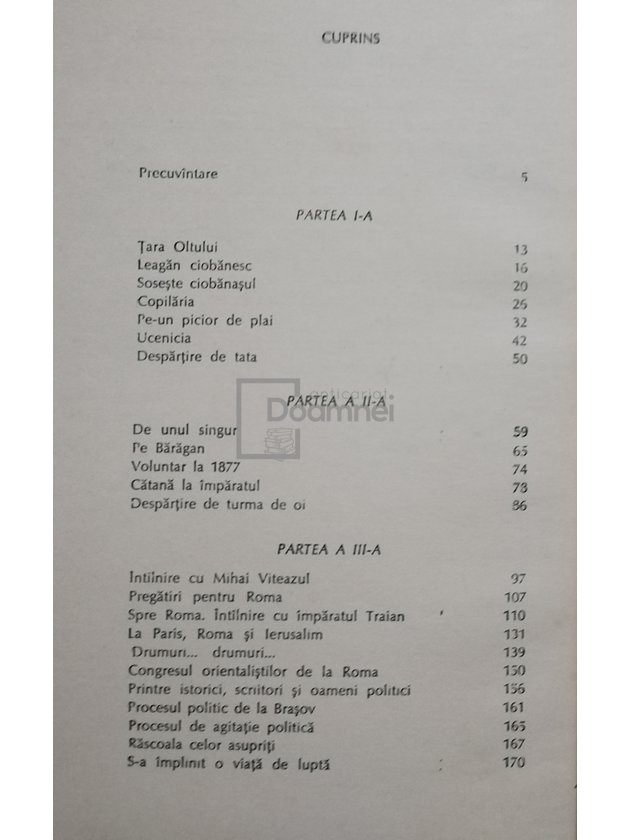 CUPRINS
Precuvîntare 5
PARTEA I-A
Țara Oltului 13
Leagăn ciobănesc 16
Sosește ciobănașul 20
Copilăria 26
Pe-un picior de plai 32
Ucenicia 42
Despărțire de tata 50
anticariat
Doamnei
PARTEA A II-A
De unul singur 59
Pe Bărăgan 65
Voluntar la 1877 74
Cătană la împăratul 78
Despărțire de turma de oi 86
PARTEA A III-A
Întîlnire cu Mihai Viteazul 97
Pregătiri pentru Roma 107
Spre Roma. Întîlnire cu împăratul Traian 110
La Paris, Roma și Ierusalim 131
Drumuri... drumuri... 139
Congresul orientaliștilor de la Roma 150
Printre istorici, scriitori și oameni politici 156
Procesul politic de la Brașov 161
Procesul de agitație politică 165
Răscoala celor asupriți 167
S-a împlinit o viață de luptă 170